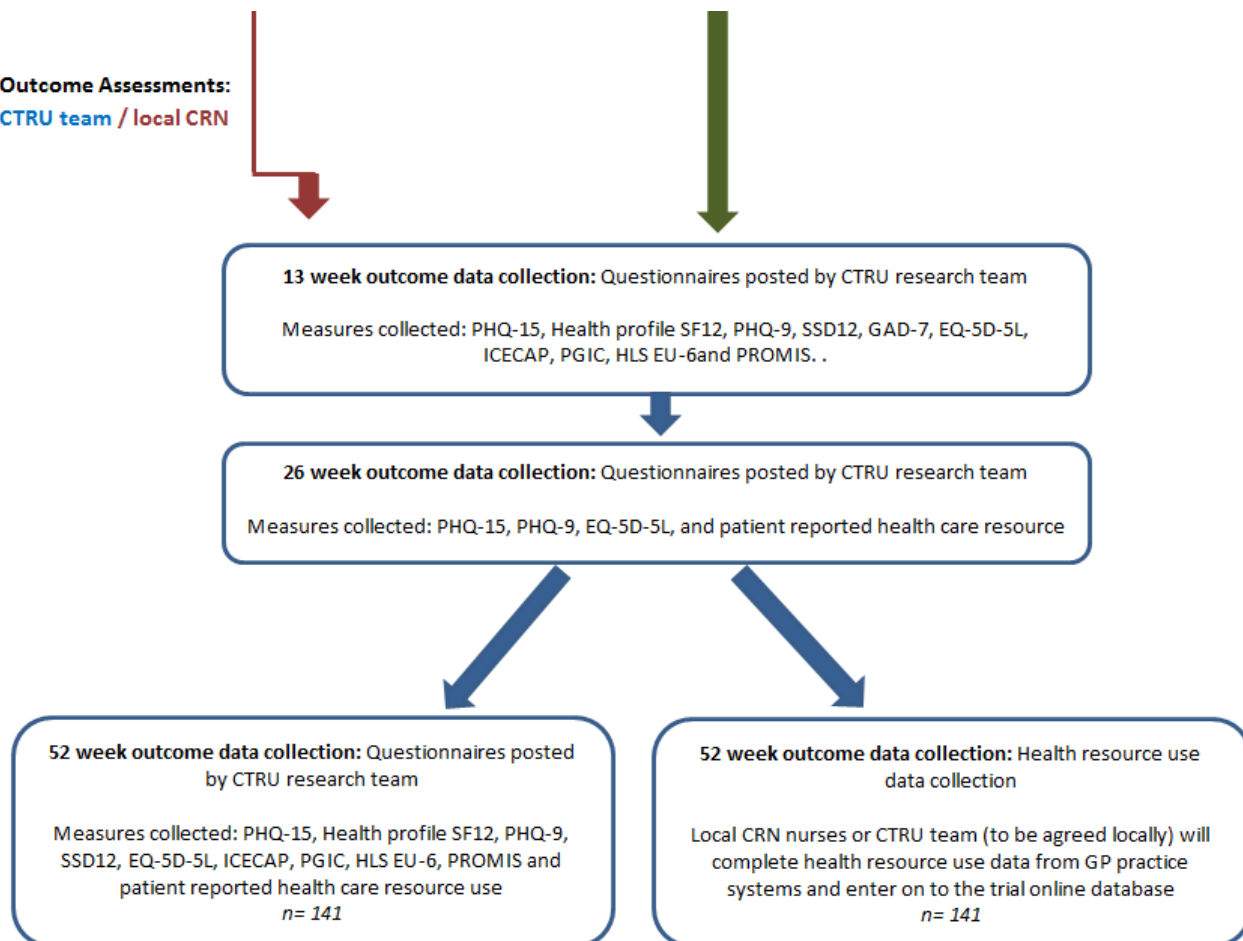 Outcome Assessments:
CTRU team / local CRN
13 week outcome data collection: Questionnaires posted by CTRU research team
Measures collected: PHQ-15, Health profile SF12, PHQ-9, SSD12, GAD-7, EQ-5D-5L,
ICECAP, PGIC, HLS EU-6and PROMIS. .
26 week outcome data collection: Questionnaires posted by CTRU research team
Measures collected: PHQ-15, PHQ-9, EQ-5D-5L, and patient reported health care resource
52 week outcome data collection: Questionnaires posted
by CTRU research team
Measures collected: PHQ-15, Health profile SF12, PHQ-9,
SSD12, EQ-5D-5L, ICECAP, PGIC, HLS EU-6, PROMIS and
patient reported health care resource use
n= 141
52 week outcome data collection: Health resource use
data collection
Local CRN nurses or CTRU team (to be agreed locally) will
complete health resource use data from GP practice
systems and enter on to the trial online database
n= 141